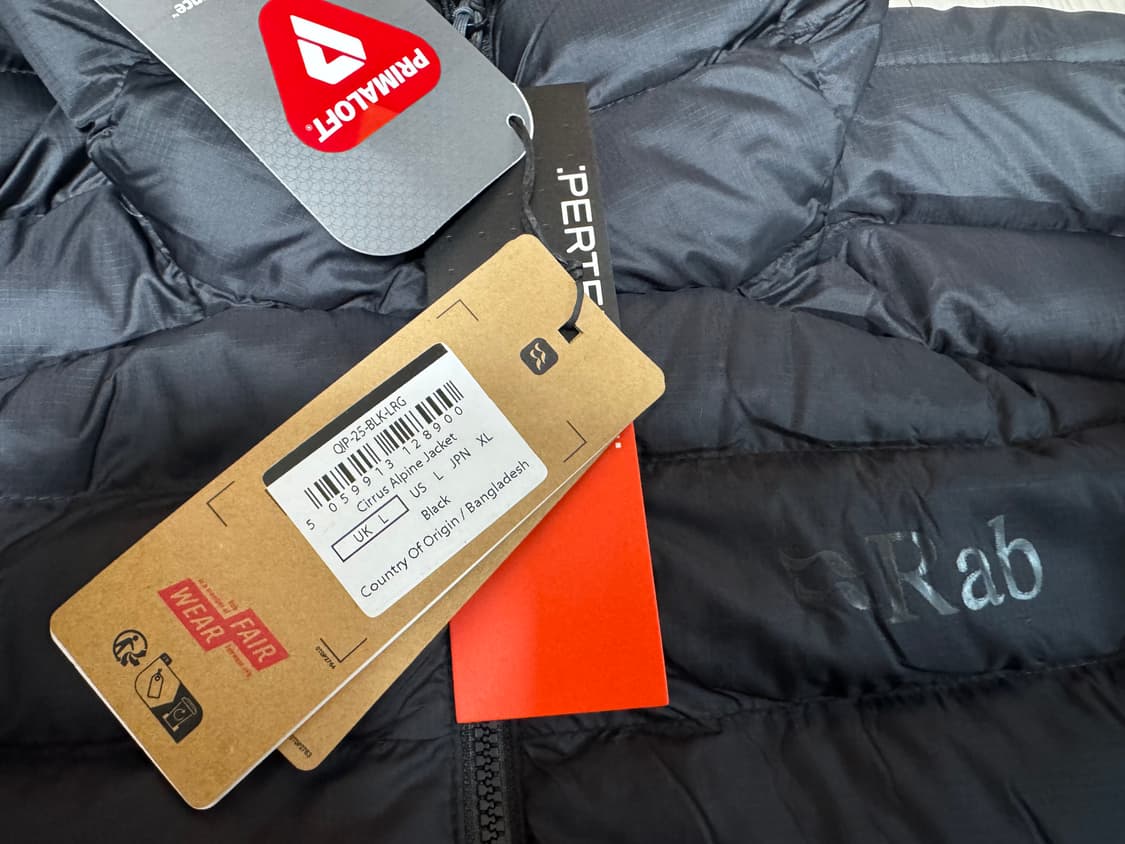 PRIMALOFT®
:PERTE
QIP-25-BLK-LRG
5 059913 128900
Cirrus Alpine Jacket
UK L US L JPN XL
Black
Country Of Origin / Bangladesh
FAIR
WEAR
Rab